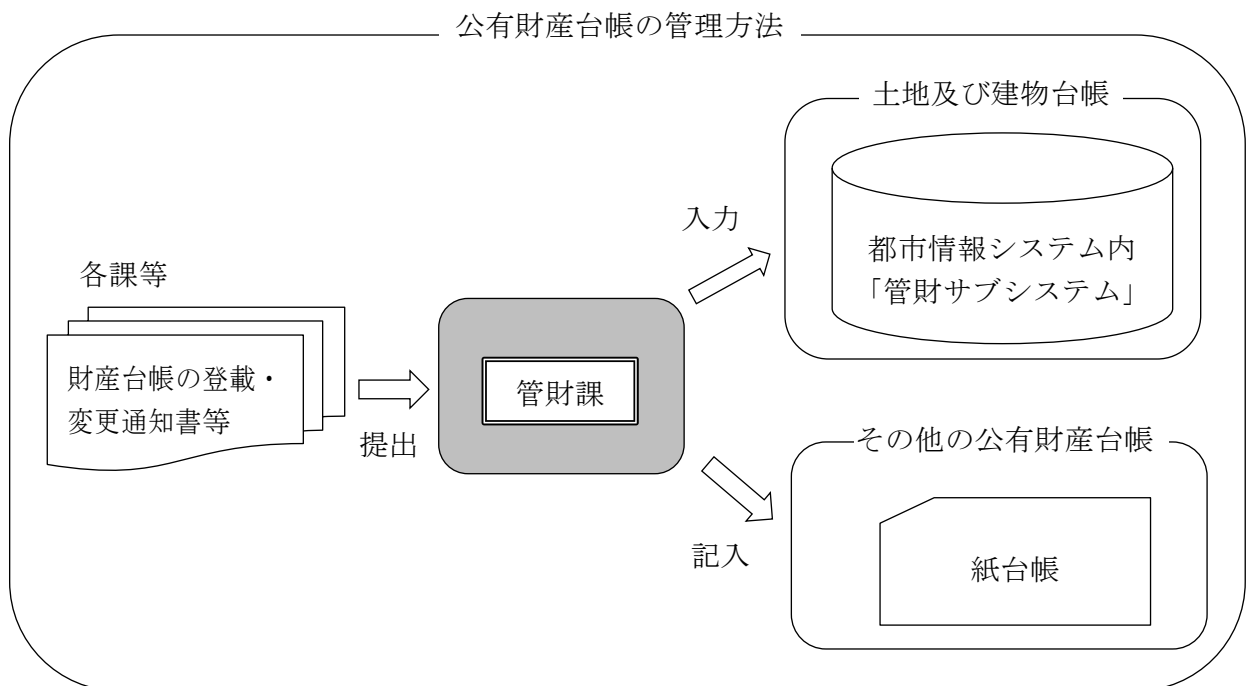 公有財産台帳の管理方法
各課等
財産台帳の登載・
変更通知書等
提出
管財課
入力
土地及び建物台帳
都市情報システム内
「管財サブシステム」
記入
その他の公有財産台帳
紙台帳